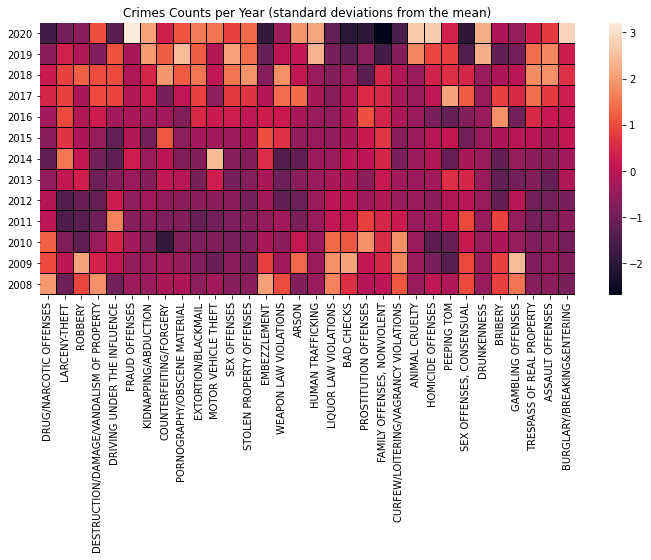 Crimes Counts per Year (standard deviations from the mean)
2020
2019
2018
2017
2016
2015
2014
2013
2012
2011
2010
2009
2008
DRUG/NARCOTIC OFFENSES
LARCENY-THEFT
ROBBERY
DESTRUCTION/DAMAGE/VANDALISM OF PROPERTY
DRIVING UNDER THE INFLUENCE
FRAUD OFFENSES
KIDNAPPING/ABDUCTION
COUNTERFEITING/FORGERY
PORNOGRAPHY/OBSCENE MATERIAL
EXTORTION/BLACKMAIL
MOTOR VEHICLE THEFT
SEX OFFENSES
STOLEN PROPERTY OFFENSES
EMBEZZLEMENT
WEAPON LAW VIOLATIONS
ARSON
HUMAN TRAFFICKING
LIQUOR LAW VIOLATIONS
BAD CHECKS
PROSTITUTION OFFENSES
FAMILY OFFENSES, NONVIOLENT
CURFEW/LOITERING/VAGRANCY VIOLATIONS
ANIMAL CRUELTY
HOMICIDE OFFENSES
PEEPING TOM
SEX OFFENSES, CONSENSUAL
DRUNKENNESS
BRIBERY
GAMBLING OFFENSES
TRESPASS OF REAL PROPERTY
ASSAULT OFFENSES
BURGLARY/BREAKING&ENTERING
3
2
1
0
−1
−2